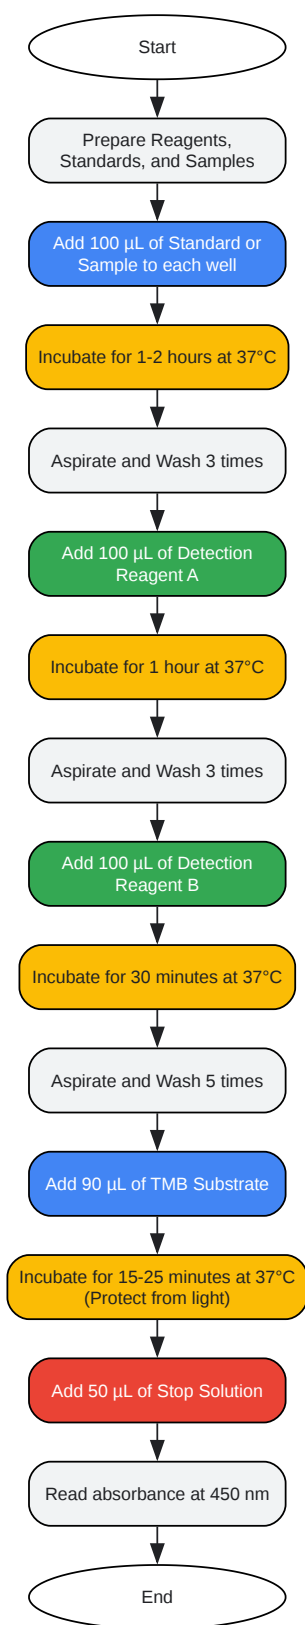 Start
Prepare Reagents,
Standards, and Samples
Add 100 µL of Standard or
Sample to each well
Incubate for 1-2 hours at 37°C
Aspirate and Wash 3 times
Add 100 µL of Detection
Reagent A
Incubate for 1 hour at 37°C
Aspirate and Wash 3 times
Add 100 µL of Detection
Reagent B
Incubate for 30 minutes at 37°C
Aspirate and Wash 5 times
Add 90 µL of TMB Substrate
Incubate for 15-25 minutes at 37°C
(Protect from light)
Add 50 µL of Stop Solution
Read absorbance at 450 nm
End